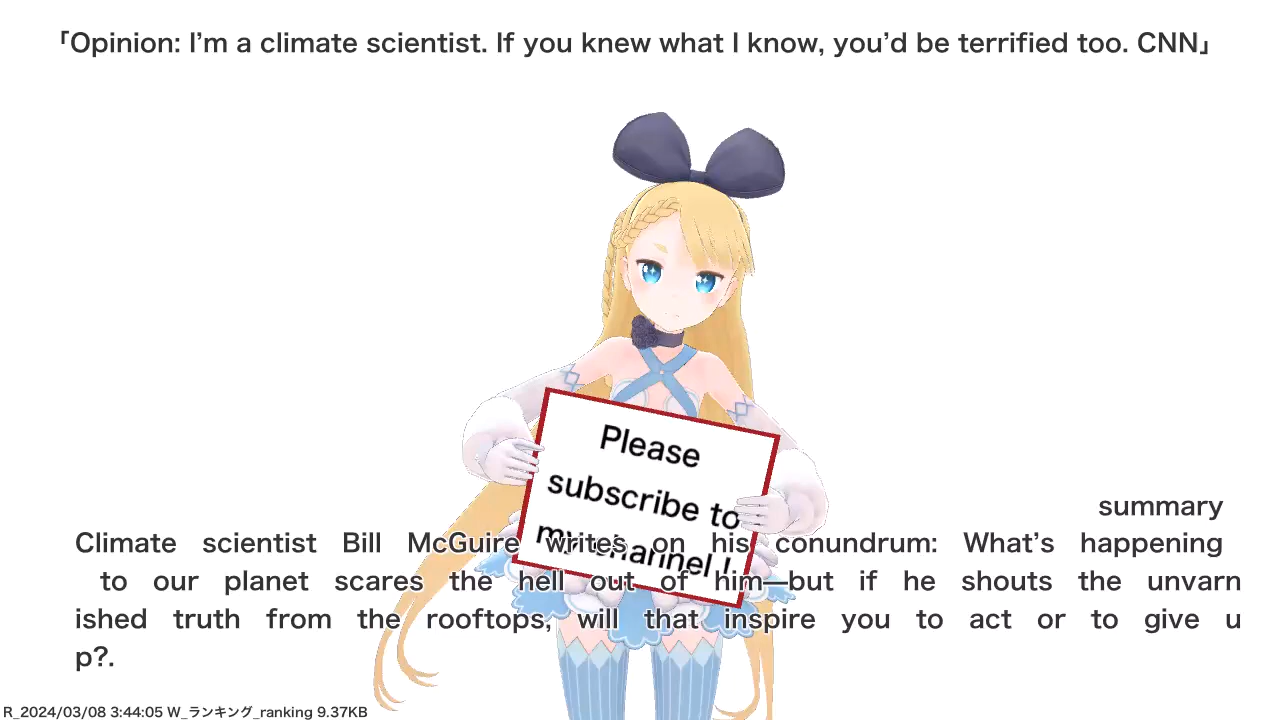 「Opinion: I’m a climate scientist. If you knew what I know, you’d be terrified too. CNN」
Please
subscribe to
my channel !
summary
Climate scientist Bill McGuire writes on his conundrum: What’s happening
to our planet scares the hell out of him—but if he shouts the unvarn
ished truth from the rooftops, will that inspire you to act or to give u
p?.
R_2024/03/08 3:44:05 W_ランキング_ranking 9.37KB